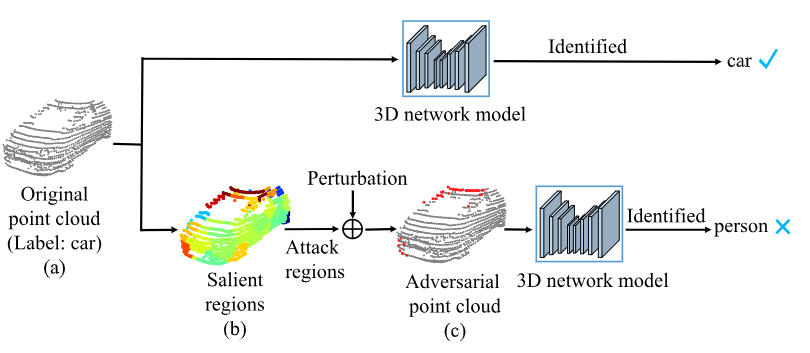 Identified
car
3D network model
Original
point cloud
(Label: car)
(a)
Perturbation
Attack
regions
Salient
regions
(b)
Adversarial
point cloud
(c)
3D network model
Identified
person